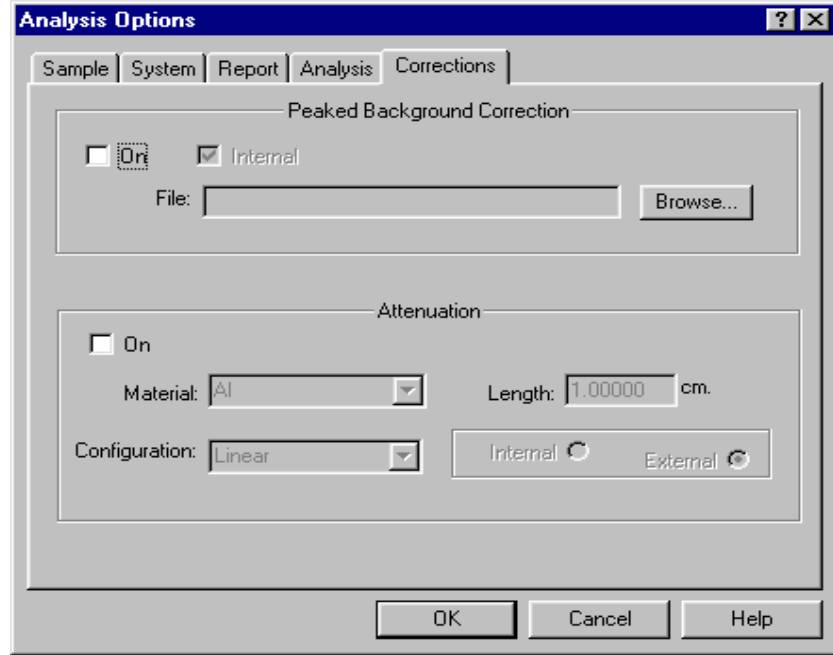 Analysis Options
Sample System Report Analysis Corrections
Peaked Background Correction
On Internal
File: Browse...
Attenuation
On
Material: Al Length: 1.00000 cm.
Configuration: Linear Internal External
OK Cancel Help